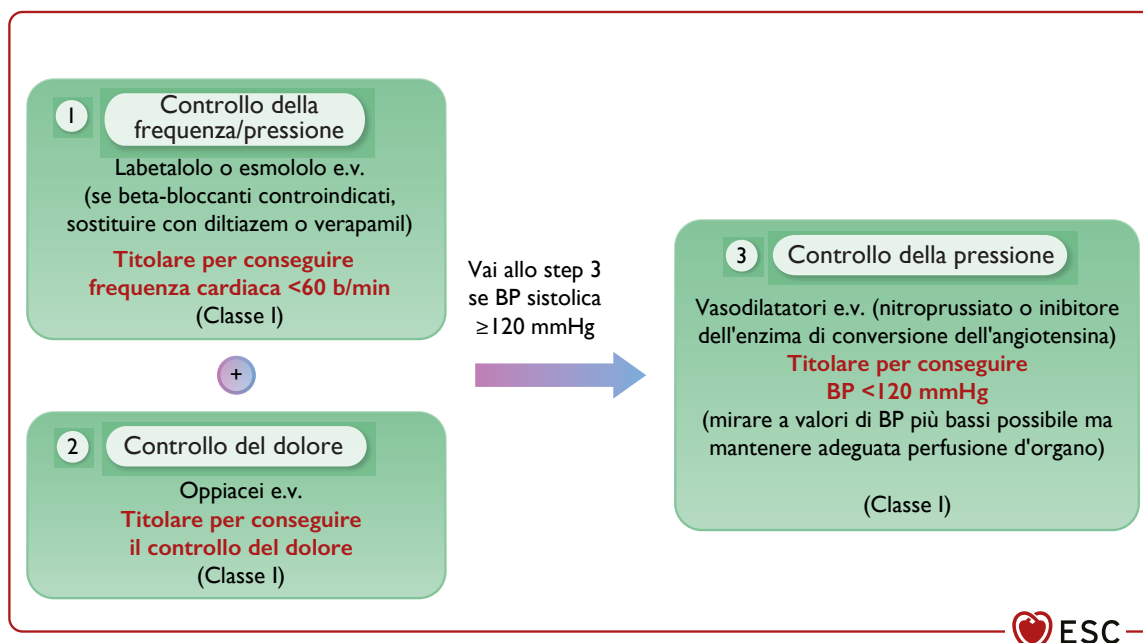 1
Controllo della
frequenza/pressione
Labetalolo o esmololo e.v.
(se beta-bloccanti controindicati,
sostituire con diltiazem o verapamil)
Titolare per conseguire
frequenza cardiaca <60 b/min
(Classe I)
+
2
Controllo del dolore
Oppiacei e.v.
Titolare per conseguire
il controllo del dolore
(Classe I)
Vai allo step 3
se BP sistolica
≥120 mmHg
3
Controllo della pressione
Vasodilatatori e.v. (nitroprussiato o inibitore
dell'enzima di conversione dell'angiotensina)
Titolare per conseguire
BP <120 mmHg
(mirare a valori di BP più bassi possibile ma
mantenere adeguata perfusione d'organo)
(Classe I)
ESC